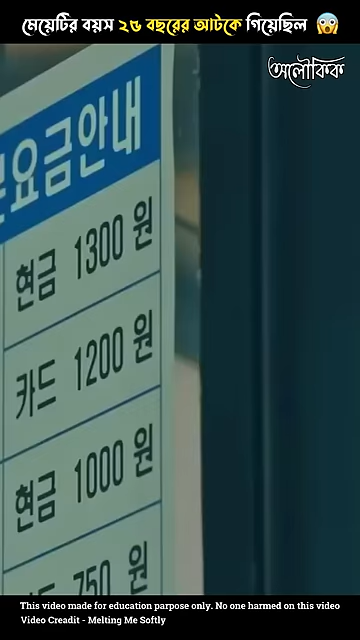 মেয়েটির বয়স ২৫ বছরের আটকে গিয়েছিল 😱
অলৌকিক
요금안내
현금 1300 원
카드 1200 원
현금 1000 원
750 원
This video made for education parpose only. No one harmed on this video
Video Creadit - Melting Me Softly